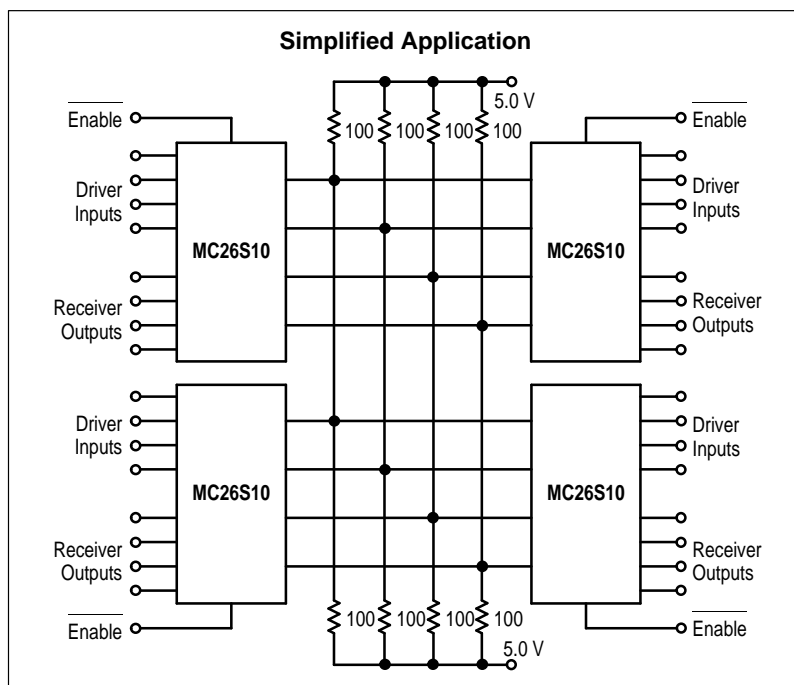 Simplified Application
5.0 V
Enable
100 100 100 100
Enable
Driver
Inputs
MC26S10
MC26S10
Driver
Inputs
Receiver
Outputs
Receiver
Outputs
Driver
Inputs
MC26S10
MC26S10
Driver
Inputs
Receiver
Outputs
Receiver
Outputs
Enable
100 100 100 100
Enable
5.0 V